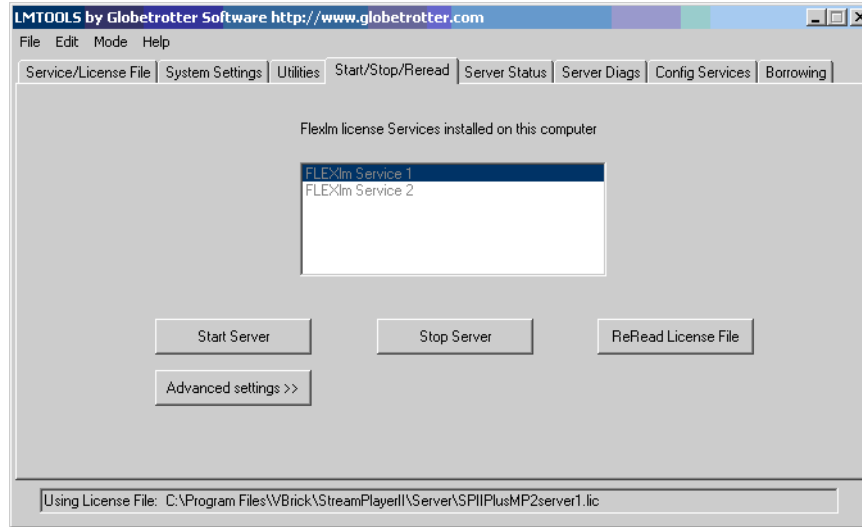 LMTOOLS by Globetrotter Software http://www.globetrotter.com
File Edit Mode Help
Service/License File System Settings Utilities Start/Stop/Reread Server Status Server Diags Config Services Borrowing
Flexlm license Services installed on this computer
FLEXlm Service 1
FLEXlm Service 2
Start Server Stop Server ReRead License File
Advanced settings >>
Using License File: C:\Program Files\VBrick\StreamPlayerII\Server\SPIIPlusMP2server1.lic